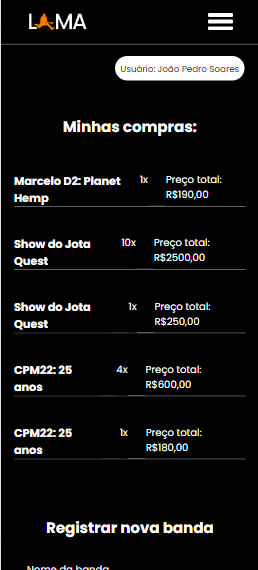 LAMA
Usuário: João Pedro Soares
Minhas compras:
Marcelo D2: Planet Hemp
1x
Preço total: R$190,00
Show do Jota Quest
10x
Preço total: R$2500,00
Show do Jota Quest
1x
Preço total: R$250,00
CPM22: 25 anos
4x
Preço total: R$600,00
CPM22: 25 anos
1x
Preço total: R$180,00
Registrar nova banda
Nome da banda